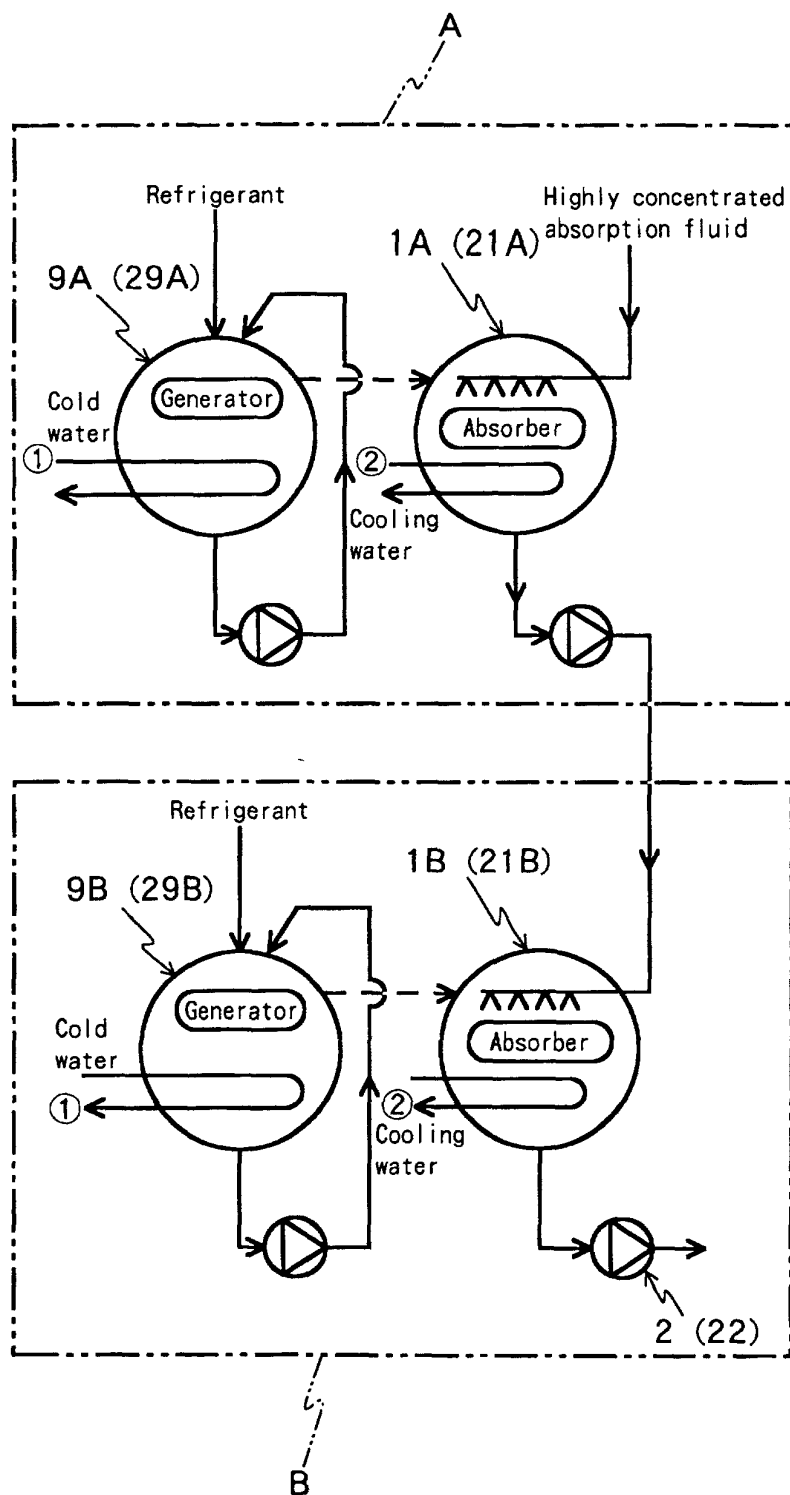 A
Refrigerant
Highly concentrated
absorption fluid
9A (29A)
1A (21A)
Generator
Absorber
Cold
water
①
②
Cooling
water
Refrigerant
9B (29B)
1B (21B)
Generator
Absorber
Cold
water
①
②
Cooling
water
2 (22)
B